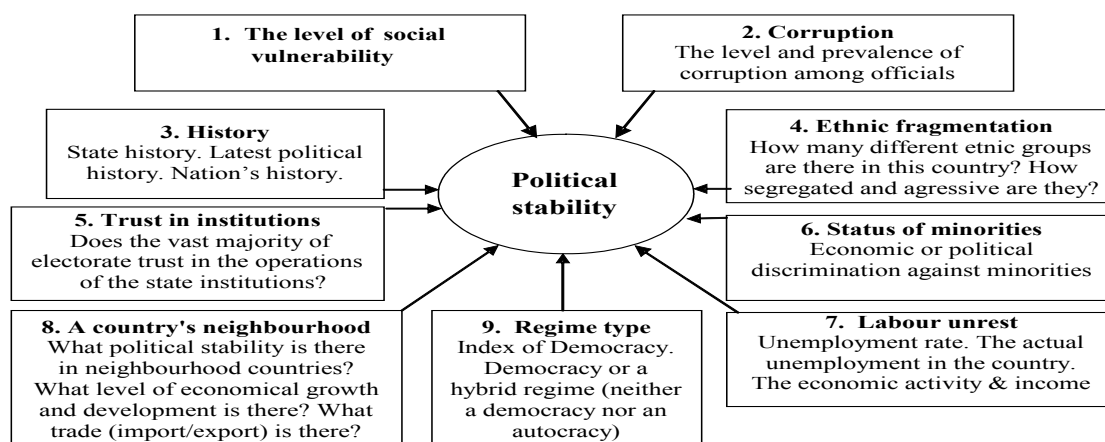 1. The level of social
vulnerability
2. Corruption
The level and prevalence of
corruption among officials
3. History
State history. Latest political
history. Nation's history.
4. Ethnic fragmentation
How many different etnic groups
are there in this country? How
segregated and agressive are they?
Political
stability
5. Trust in institutions
Does the vast majority of
electorate trust in the operations
of the state institutions?
6. Status of minorities
Economic or political
discrimination against minorities
7. Labour unrest
Unemployment rate. The actual
unemployment in the country.
The economic activity & income
8. A country's neighbourhood
What political stability is there
in neighbourhood countries?
What level of economical growth
and development is there? What
trade (import/export) is there?
9. Regime type
Index of Democracy.
Democracy or a
hybrid regime (neither
a democracy nor an
autocracy)